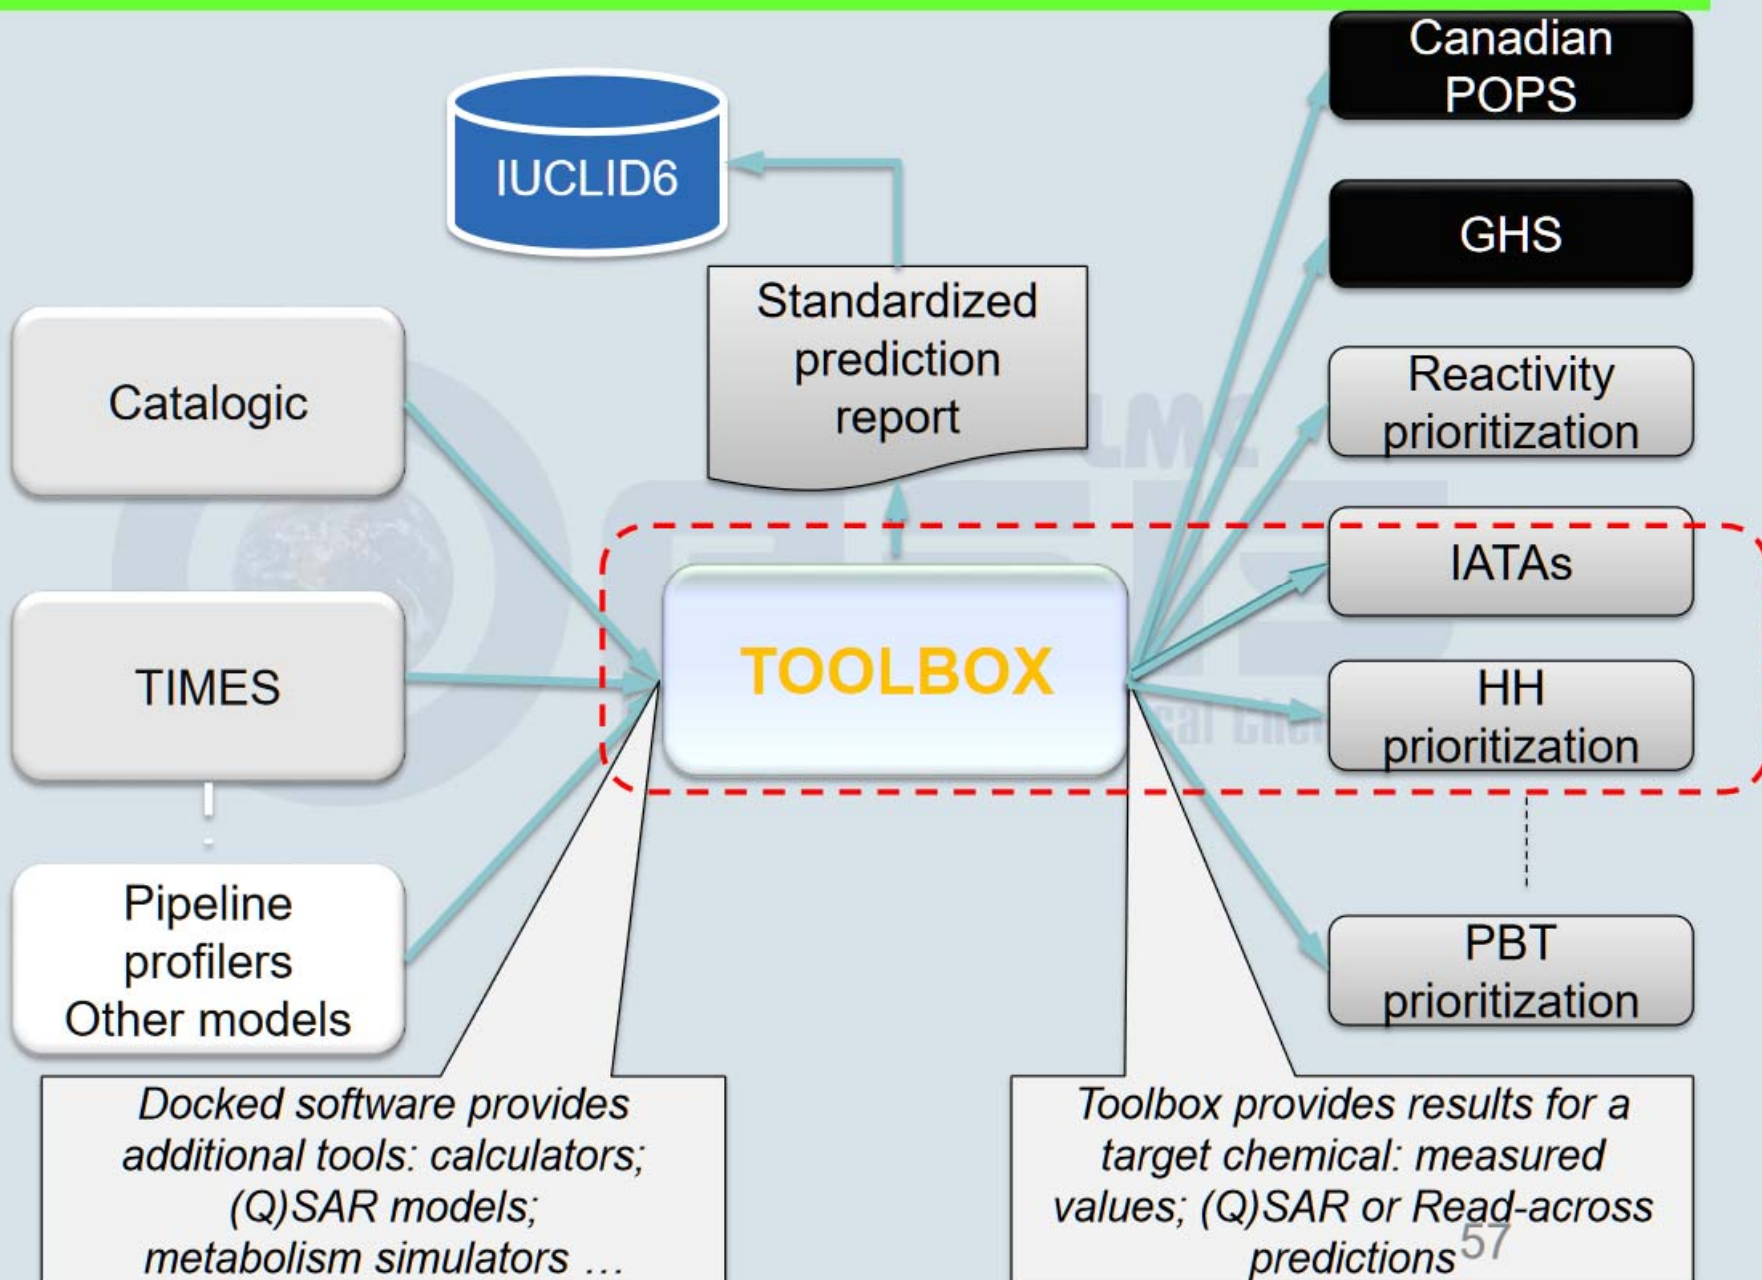 Canadian
POPS
IUCLID6
GHS
Standardized
prediction
report
Reactivity
prioritization
Catalogic
LMC
IATAs
TOOLBOX
TIMES
HH
prioritization
Pipeline
profilers
Other models
PBT
prioritization
Docked software provides
additional tools: calculators;
(Q)SAR models;
metabolism simulators …
Toolbox provides results for a
target chemical: measured
values; (Q)SAR or Read-across
predictions
57